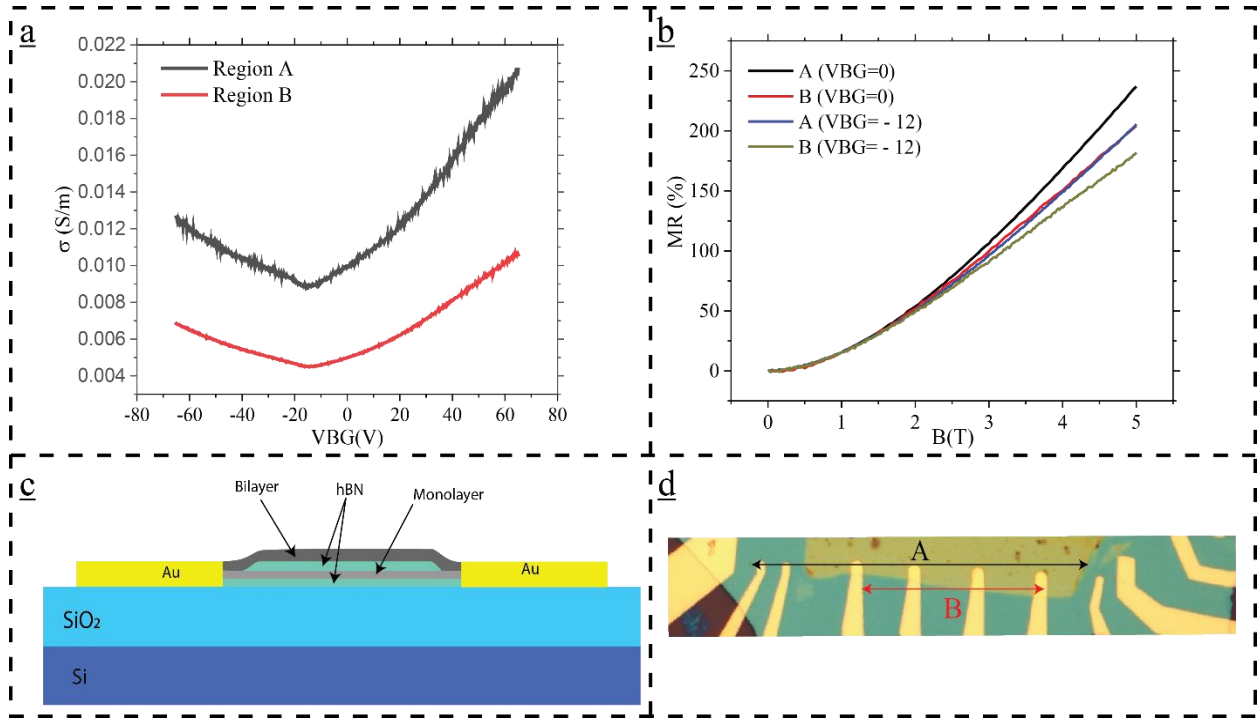 a
0.022
0.020
0.018
0.016
0.014
0.012
0.010
0.008
0.006
0.004
σ (S/m)
Region A
Region B
-80 -60 -40 -20 0 20 40 60 80
VBG(V)
b
250
200
150
100
50
0
MR (%)
A (VBG=0)
B (VBG=0)
A (VBG= - 12)
B (VBG= - 12)
0 1 2 3 4 5
B(T)
c
Bilayer hBN Monolayer
Au Au
SiO₂
Si
d
A
B